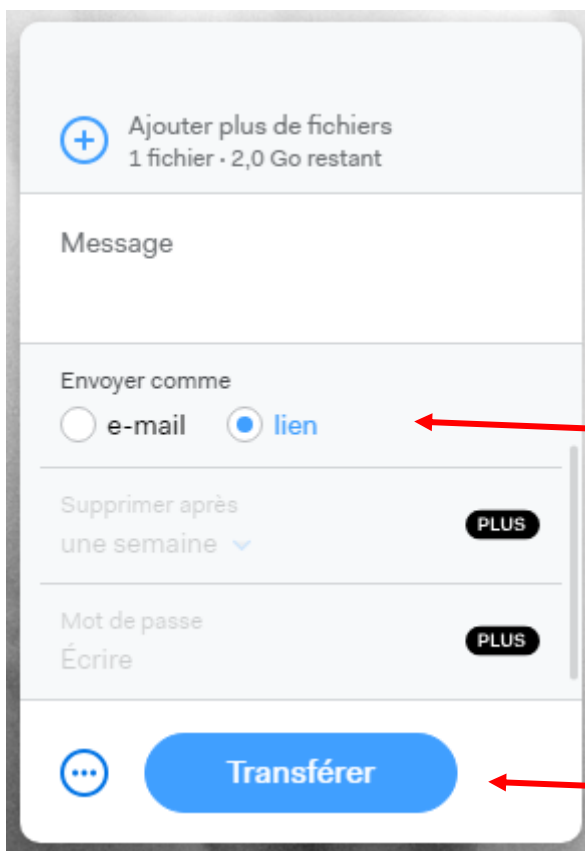 Ajouter plus de fichiers
1 fichier · 2,0 Go restant
Message
Envoyer comme
e-mail lien
Supprimer après
une semaine
PLUS
Mot de passe
Écrire
PLUS
Transférer